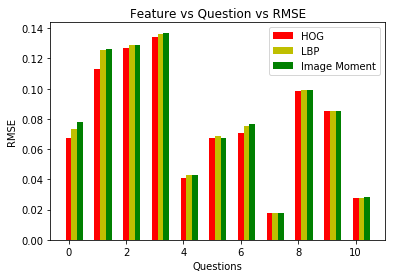 Feature vs Question vs RMSE
HOG
LBP
Image Moment
RMSE
0.14
0.12
0.10
0.08
0.06
0.04
0.02
0.00
0 2 4 6 8 10
Questions